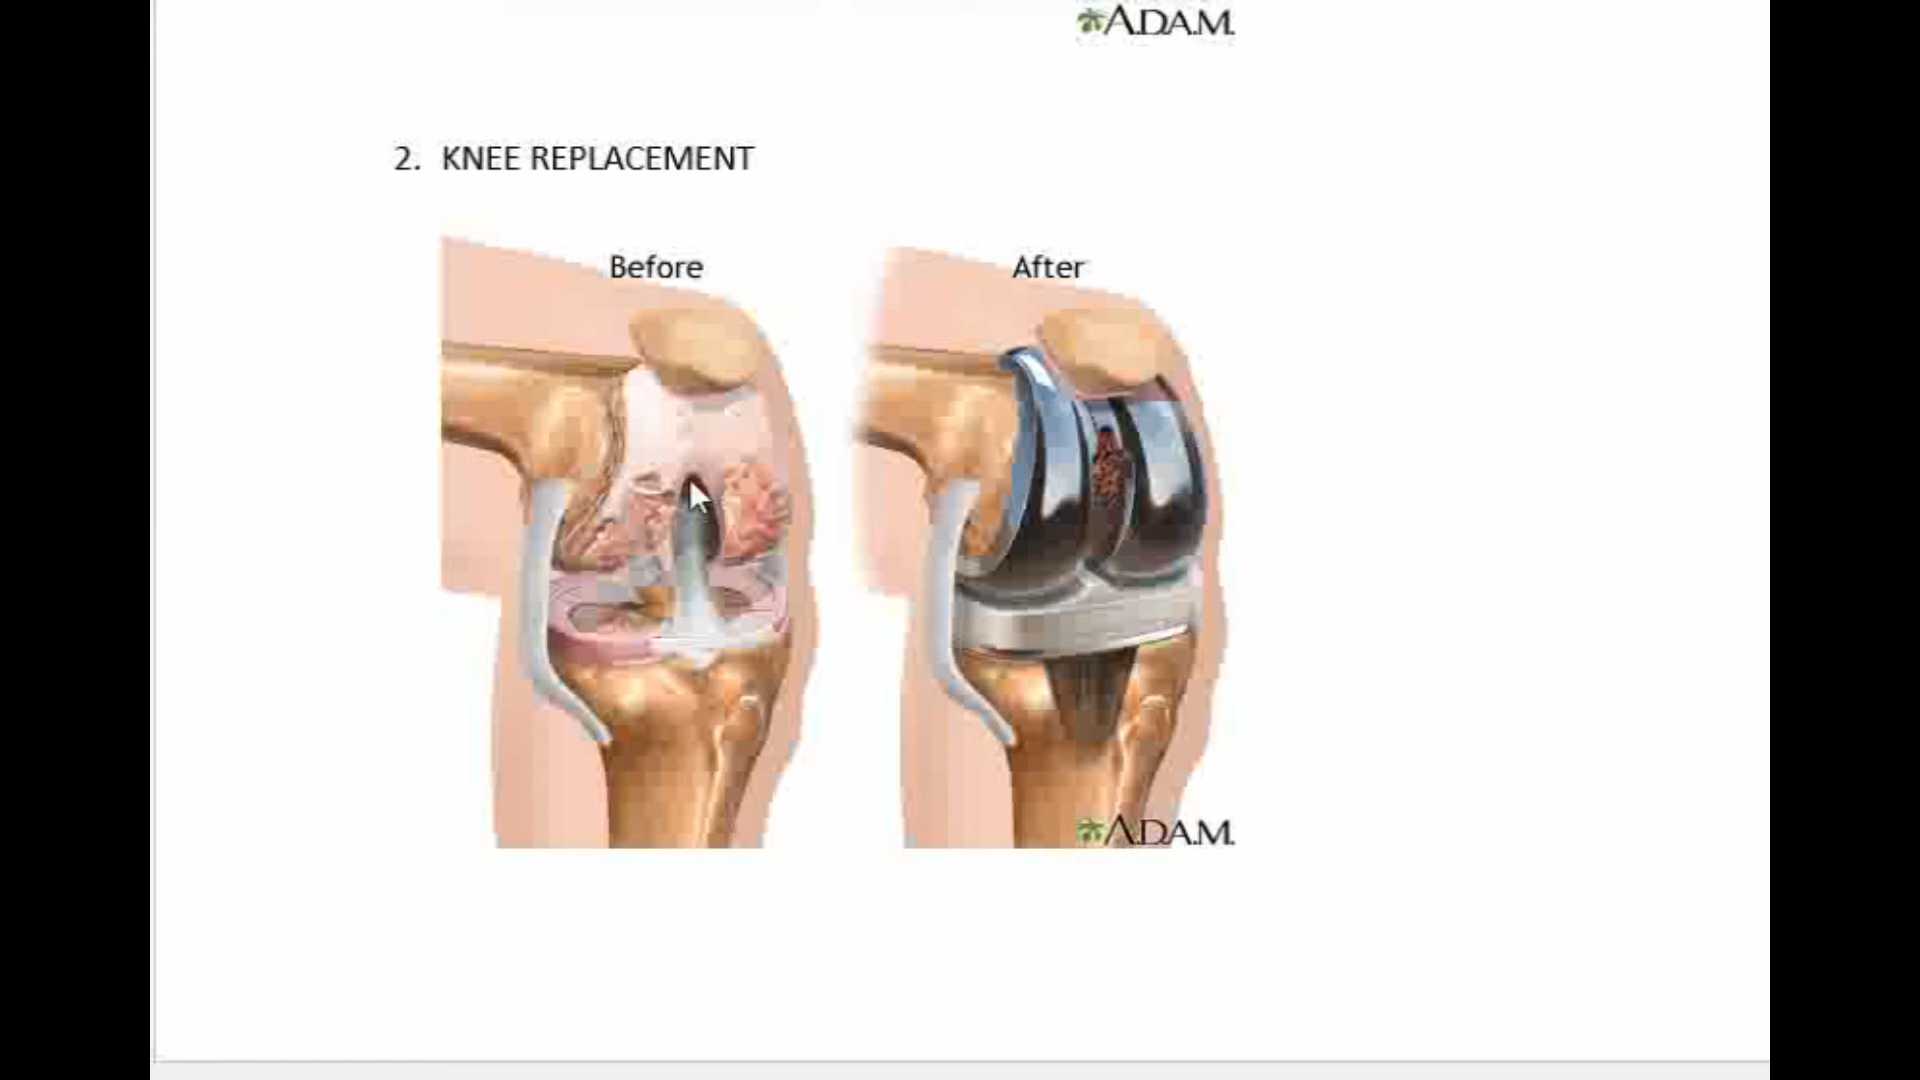 A.D.A.M.
2. KNEE REPLACEMENT
Before
After
A.D.A.M.